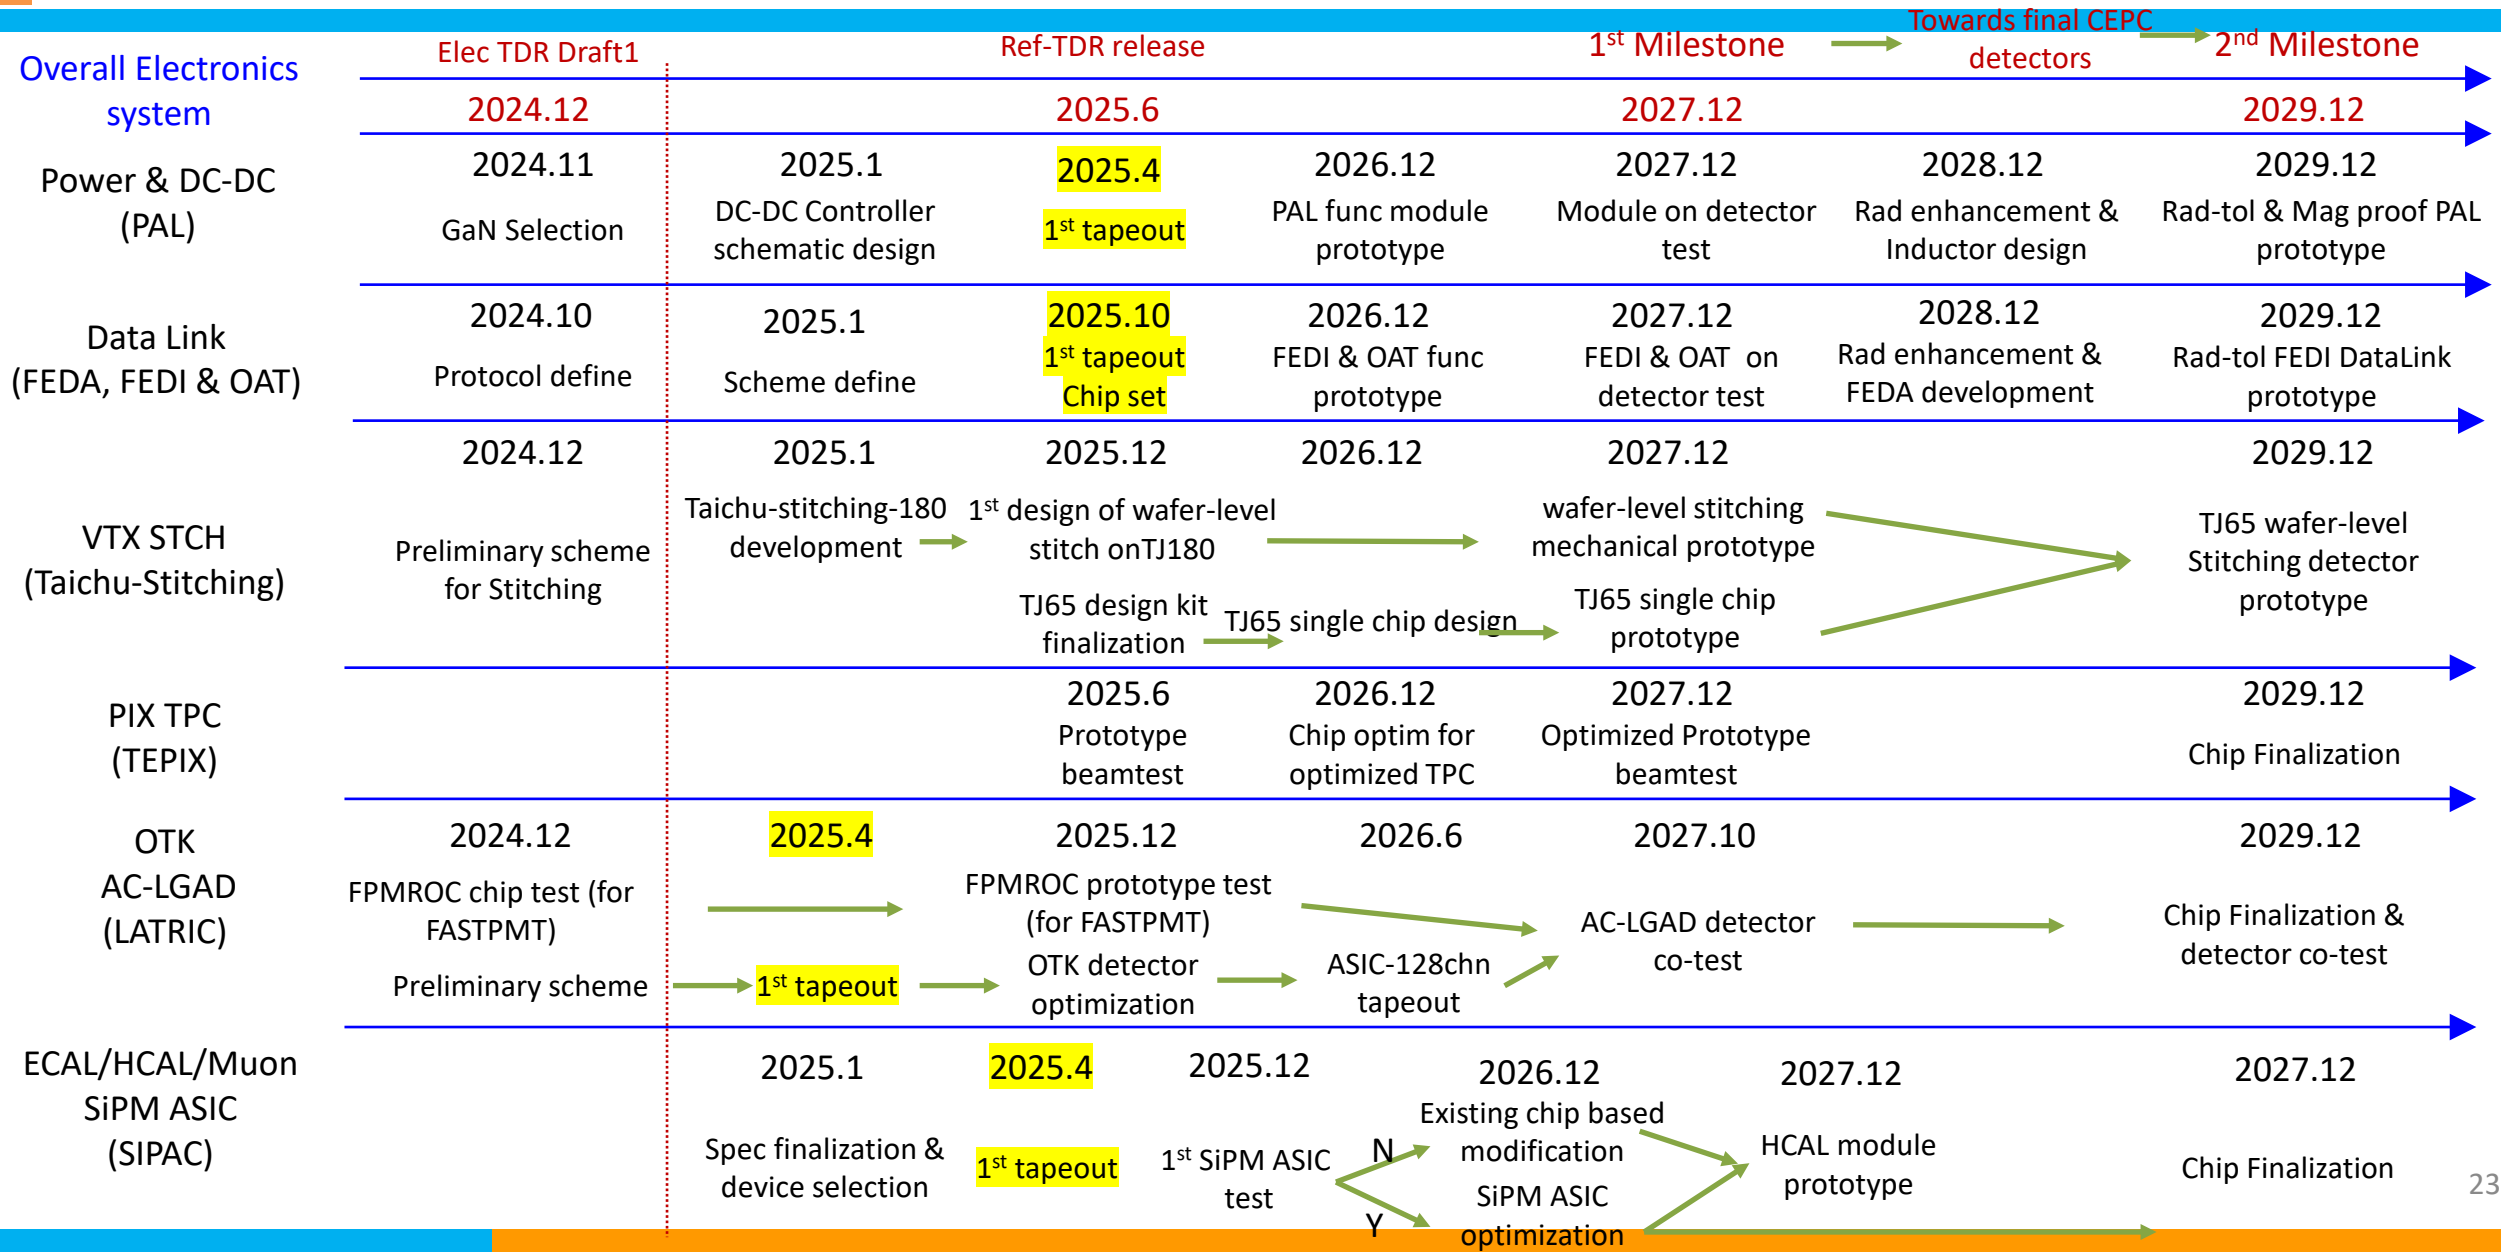 Towards final CEPC
detectors
Elec TDR Draft1
Ref-TDR release
1st Milestone
2nd Milestone
Overall Electronics
system
2024.12
2025.6
2027.12
2029.12
Power & DC-DC
(PAL)
2024.11
2025.1
2025.4
2026.12
2027.12
2028.12
2029.12
GaN Selection
DC-DC Controller
schematic design
1st tapeout
PAL func module
prototype
Module on detector
test
Rad enhancement &
Inductor design
Rad-tol & Mag proof PAL
prototype
Data Link
(FEDA, FEDI & OAT)
2024.10
2025.1
2025.10
2026.12
2027.12
2028.12
2029.12
Protocol define
Scheme define
1st tapeout
Chip set
FEDI & OAT func
prototype
FEDI & OAT on
detector test
Rad enhancement &
FEDA development
Rad-tol FEDI DataLink
prototype
VTX STCH
(Taichu-Stitching)
2024.12
2025.1
2025.12
2026.12
2027.12
2029.12
Preliminary scheme
for Stitching
Taichu-stitching-180
development
1st design of wafer-level
stitch onTJ180
wafer-level stitching
mechanical prototype
TJ65 design kit
finalization
TJ65 single chip design
TJ65 single chip
prototype
TJ65 wafer-level
Stitching detector
prototype
PIX TPC
(TEPIX)
2025.6
2026.12
2027.12
2029.12
Prototype
beamtest
Chip optim for
optimized TPC
Optimized Prototype
beamtest
Chip Finalization
OTK
AC-LGAD
(LATRIC)
2024.12
2025.4
2025.12
2026.6
2027.10
2029.12
FPMROC chip test (for
FASTPMT)
FPMROC prototype test
(for FASTPMT)
Preliminary scheme
1st tapeout
OTK detector
optimization
ASIC-128chn
tapeout
AC-LGAD detector
co-test
Chip Finalization &
detector co-test
ECAL/HCAL/Muon
SiPM ASIC
(SIPAC)
2025.1
2025.4
2025.12
2026.12
2027.12
2027.12
Spec finalization &
device selection
1st tapeout
1st SiPM ASIC
test
N
Y
Existing chip based
modification
SiPM ASIC
optimization
HCAL module
prototype
Chip Finalization
23